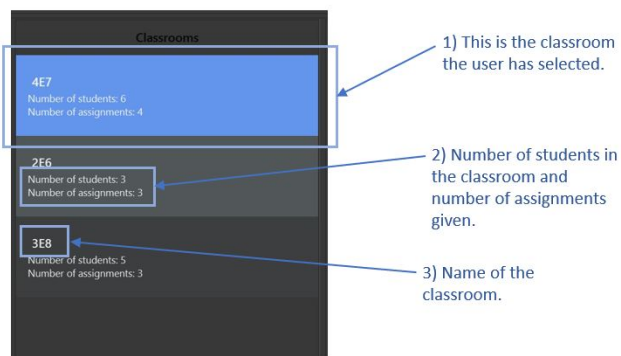 Classrooms
4E7
Number of students: 6
Number of assignments: 4
2E6
Number of students: 3
Number of assignments: 3
3E8
Number of students: 5
Number of assignments: 3
1) This is the classroom
the user has selected.
2) Number of students in
the classroom and
number of assignments
given.
3) Name of the
classroom.